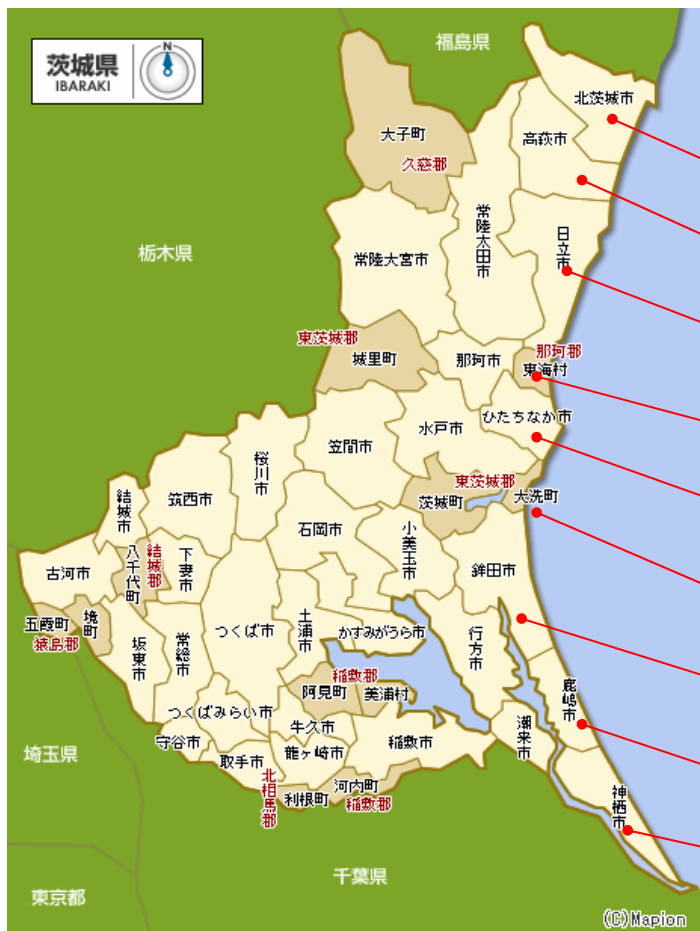 茨城県
IBARAKI
N
福島県
北茨城市
高萩市
大子町
久慈郡
常陸太田市
日立市
栃木県
常陸大宮市
東茨城郡
城里町
那珂市
那珂郡
東海村
ひたちなか市
水戸市
笠間市
桜川市
東茨城郡
茨城町
大洗町
筑西市
結城市
石岡市
小美玉市
鉾田市
古河市
八千代町
結城郡
下妻市
五霞町
境町
猿島郡
坂東市
常総市
つくば市
土浦市
かすみがうら市
行方市
稲敷郡
阿見町
美浦村
鹿嶋市
つくばみらい市
牛久市
稲敷市
潮来市
守谷市
取手市
龍ヶ崎市
埼玉県
北相馬郡
利根町
河内町
稲敷郡
神栖市
千葉県
東京都
(C)Mapion